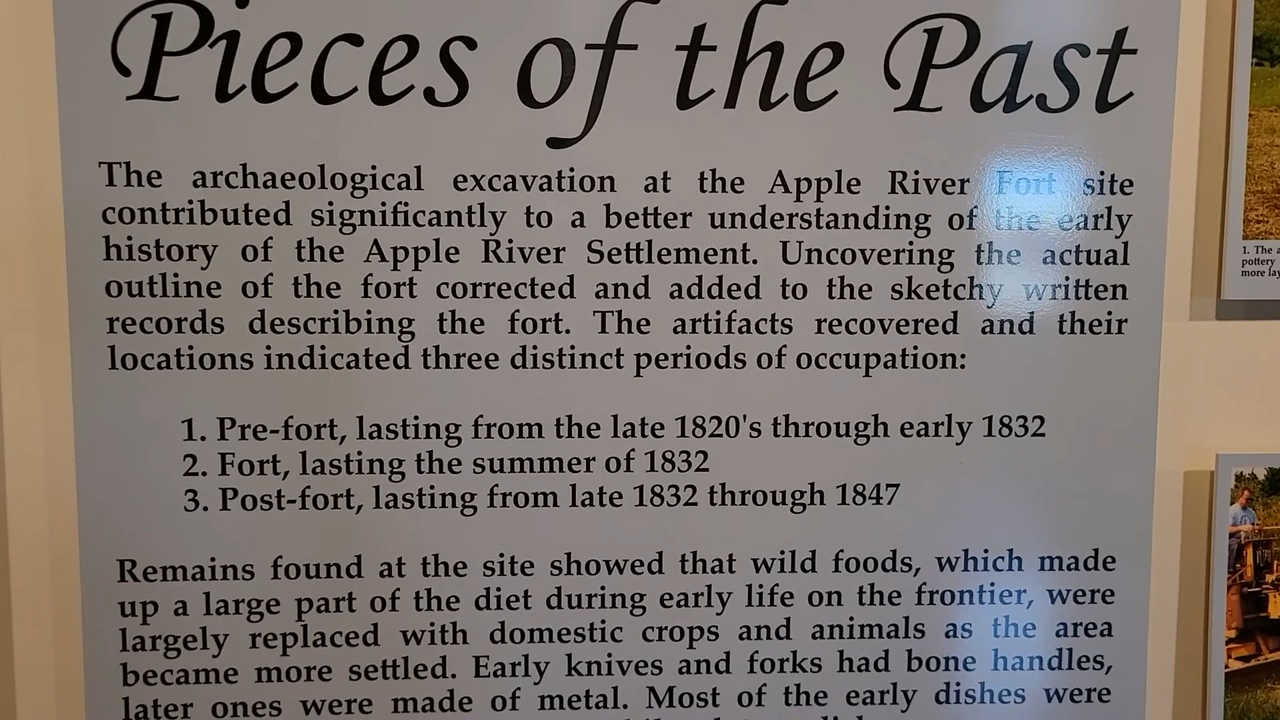 Pieces of the Past
The archaeological excavation at the Apple River Fort site
contributed significantly to a better understanding of the early
history of the Apple River Settlement. Uncovering the actual
outline of the fort corrected and added to the sketchy written
records describing the fort. The artifacts recovered and their
locations indicated three distinct periods of occupation:
1. Pre-fort, lasting from the late 1820's through early 1832
2. Fort, lasting the summer of 1832
3. Post-fort, lasting from late 1832 through 1847
Remains found at the site showed that wild foods, which made
up a large part of the diet during early life on the frontier, were
largely replaced with domestic crops and animals as the area
became more settled. Early knives and forks had bone handles,
later ones were made of metal. Most of the early dishes were
1. The
pottery
more